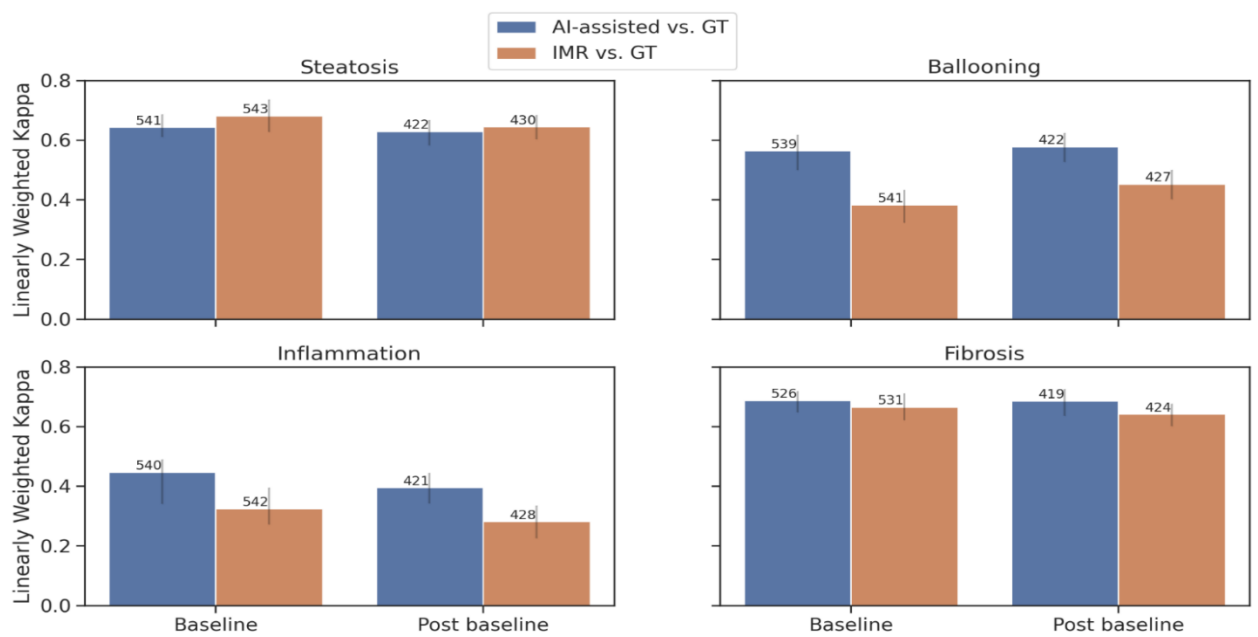 AI-assisted vs. GT
IMR vs. GT
Steatosis
Linearly Weighted Kappa
0.8
0.6
0.4
0.2
0.0
541
543
422
430
Ballooning
539
541
422
427
Inflammation
Linearly Weighted Kappa
0.8
0.6
0.4
0.2
0.0
540
542
421
428
Baseline
Post baseline
Fibrosis
526
531
419
424
Baseline
Post baseline